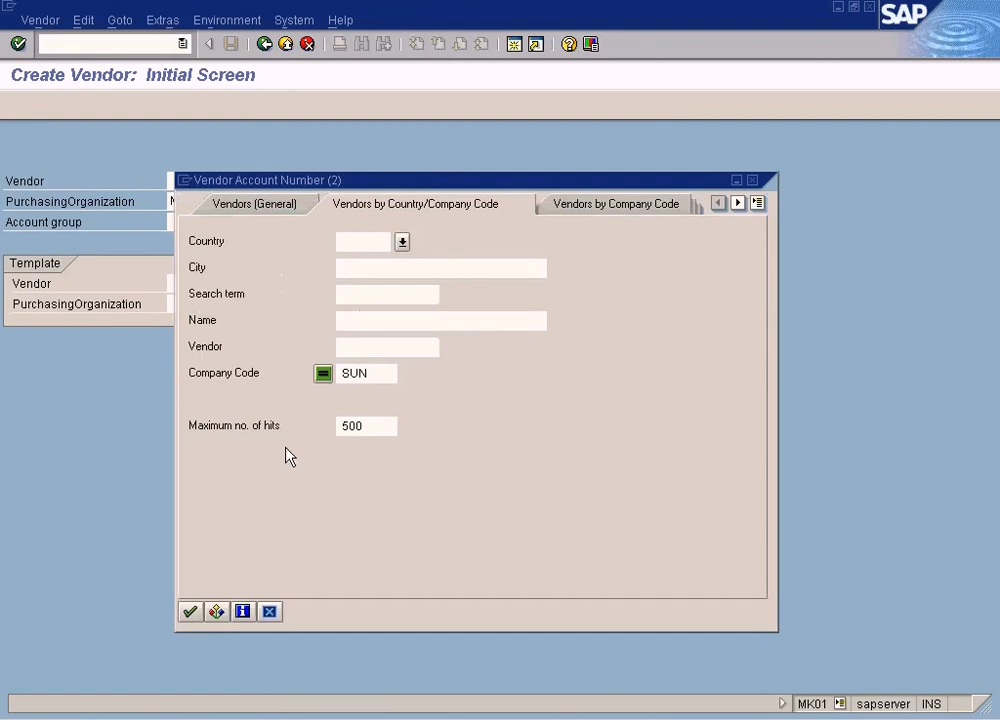 Vendor Edit Goto Extras Environment System Help
SAP
Create Vendor: Initial Screen
Vendor
PurchasingOrganization
Account group
Template
Vendor
PurchasingOrganization
Vendor Account Number (2)
Vendors (General) Vendors by Country/Company Code Vendors by Company Code
Country
City
Search term
Name
Vendor
Company Code SUN
Maximum no. of hits 500
MK01 sapserver INS